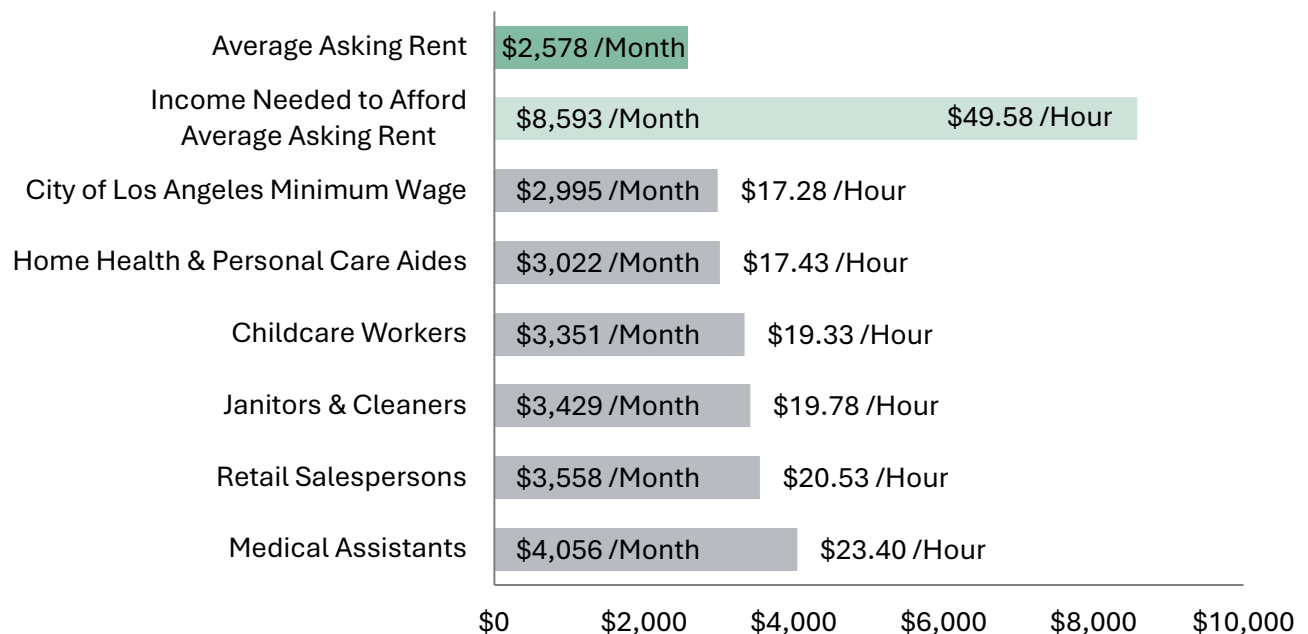 Average Asking Rent
$2,578 /Month
Income Needed to Afford
Average Asking Rent
$8,593 /Month
$49.58 /Hour
City of Los Angeles Minimum Wage
$2,995 /Month
$17.28 /Hour
Home Health & Personal Care Aides
$3,022 /Month
$17.43 /Hour
Childcare Workers
$3,351 /Month
$19.33 /Hour
Janitors & Cleaners
$3,429 /Month
$19.78 /Hour
Retail Salespersons
$3,558 /Month
$20.53 /Hour
Medical Assistants
$4,056 /Month
$23.40 /Hour
$0 $2,000 $4,000 $6,000 $8,000 $10,000